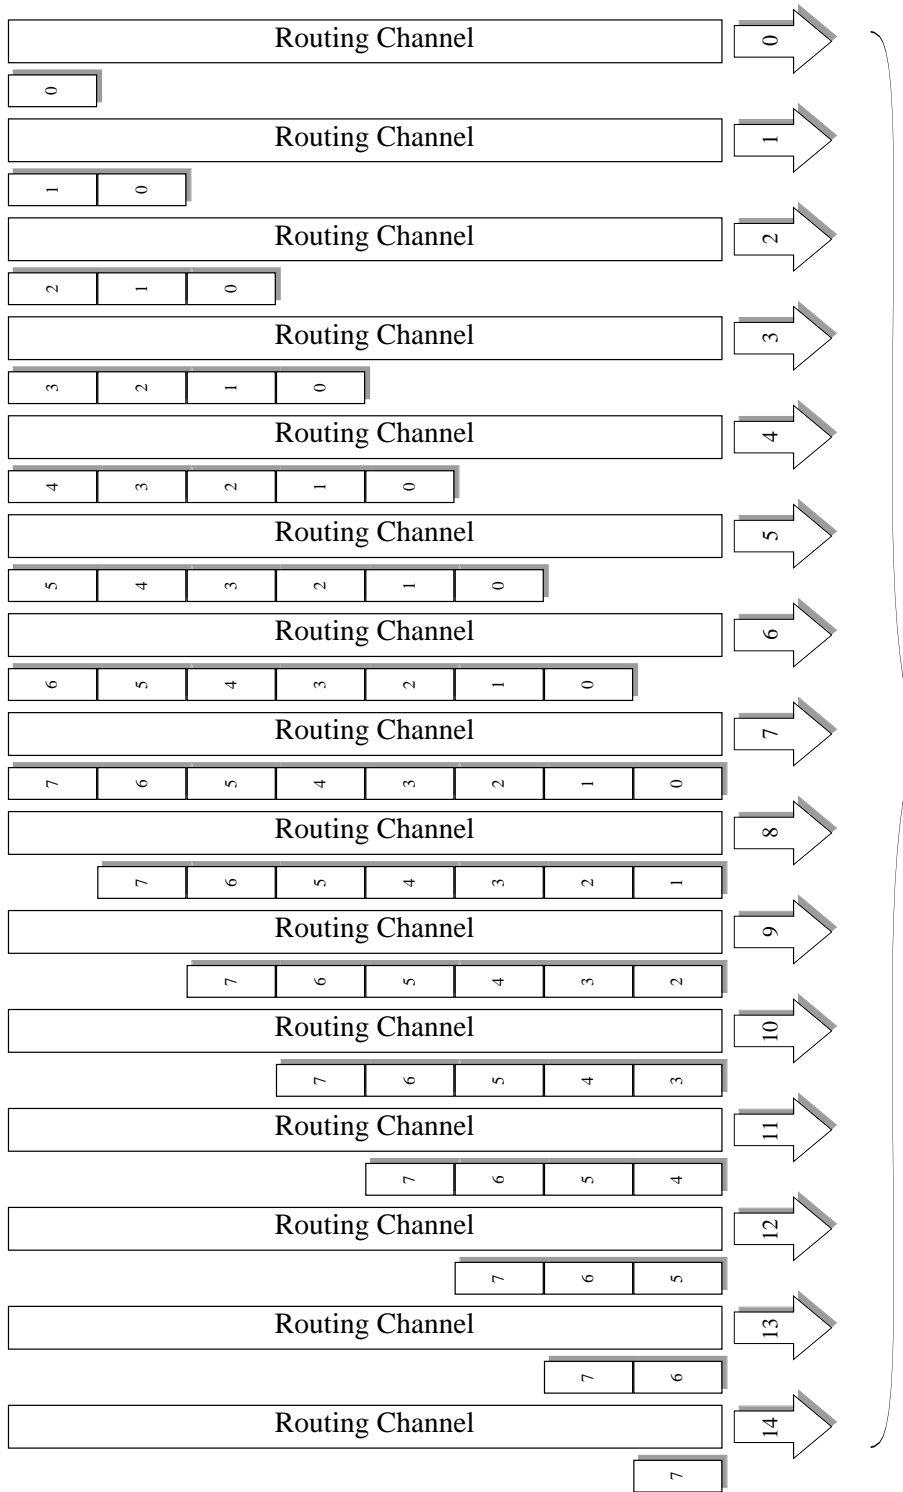 Routing Channel 0
0
Routing Channel 1
1 0
Routing Channel 2
2 1 0
Routing Channel 3
3 2 1 0
Routing Channel 4
4 3 2 1 0
Routing Channel 5
5 4 3 2 1 0
Routing Channel 6
6 5 4 3 2 1 0
Routing Channel 7
7 6 5 4 3 2 1 0
Routing Channel 8
7 6 5 4 3 2 1
Routing Channel 9
7 6 5 4 3 2
Routing Channel 10
7 6 5 4 3
Routing Channel 11
7 6 5 4
Routing Channel 12
7 6 5
Routing Channel 13
7 6
Routing Channel 14
7